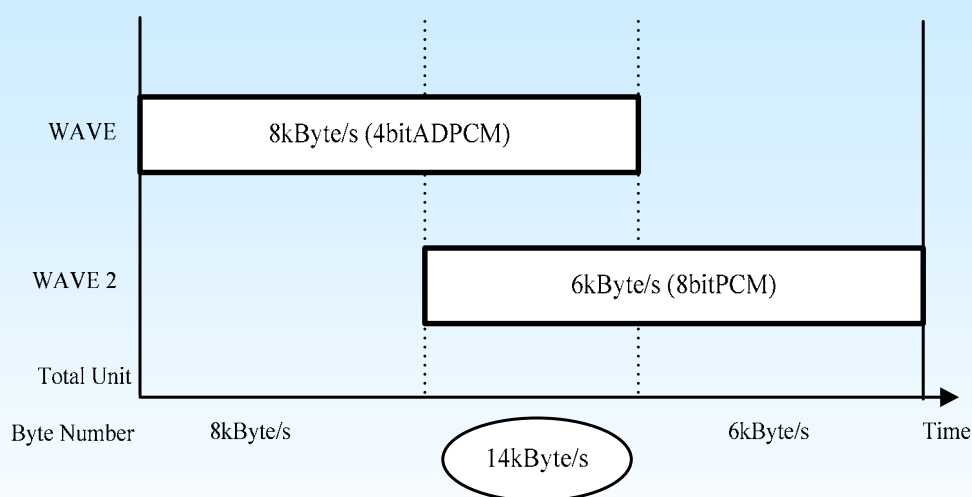 WAVE
8kByte/s (4bitADPCM)
WAVE 2
6kByte/s (8bitPCM)
Total Unit
Byte Number
8kByte/s
14kByte/s
6kByte/s
Time